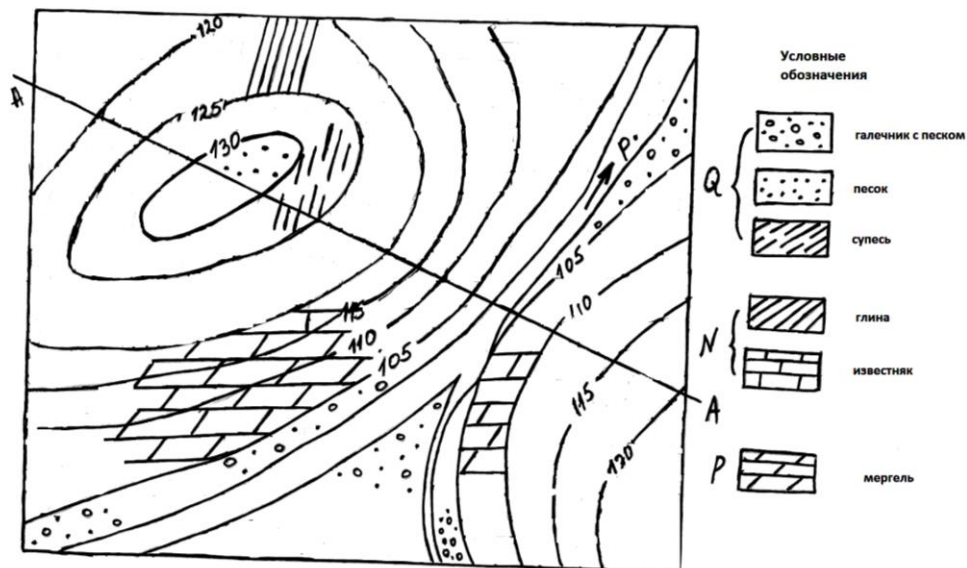 120
Условные
обозначения
А
125
галечник с песком
130
Р.
Q
песок
супесь
105
глина
115
110
110
N
105
известняк
А
115
120
P
мергель